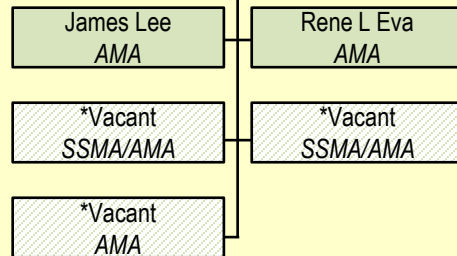 James Lee
AMA
Rene L Eva
AMA
*Vacant
SSMA/AMA
*Vacant
SSMA/AMA
*Vacant
AMA